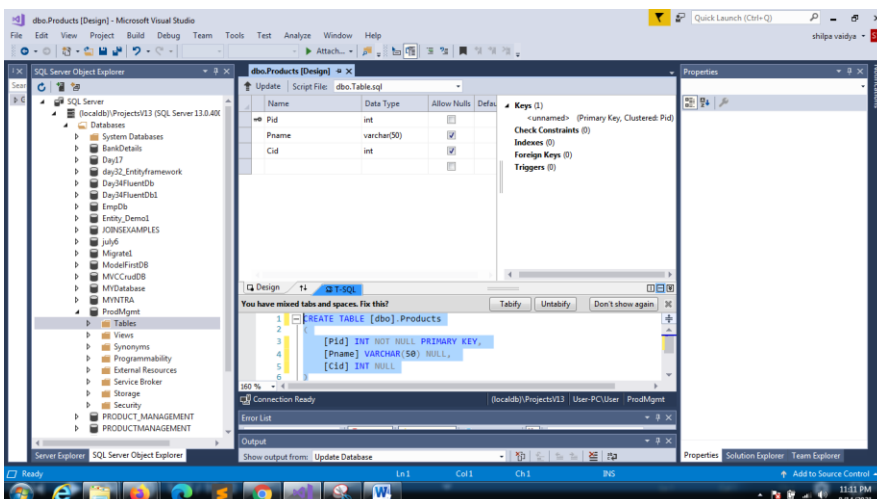 dbo.Products [Design] - Microsoft Visual Studio
Quick Launch (Ctrl+Q)
File Edit View Project Build Debug Team Tools Test Analyze Window Help
shilpa vaidya
Attach...
SQL Server Object Explorer
SQL Server
(localdb)\ProjectsV13 (SQL Server 13.0.400
Databases
System Databases
BankDetails
Day17
day32_Entityframework
Day34FluentDb
Day34FluentDb1
EmpDb
Entity_Demo1
JOINSEXAMPLES
july6
Migrate1
ModelFirstDB
MVCCrudDB
MYDatabase
MYNTRA
ProdMgmt
Tables
Views
Synonyms
Programmability
External Resources
Service Broker
Storage
Security
PRODUCT_MANAGEMENT
PRODUCTMANAGEMENT
Server Explorer SQL Server Object Explorer
dbo.Products [Design]
Update Script File: dbo.Table.sql
Name Data Type Allow Nulls Defau
Pid int
Pname varchar(50)
Cid int
Keys (1)
<unnamed> (Primary Key, Clustered: Pid)
Check Constraints (0)
Indexes (0)
Foreign Keys (0)
Triggers (0)
Design T-SQL
You have mixed tabs and spaces. Fix this? Tabify Untabify Don't show again
1 CREATE TABLE [dbo].Products
2 (
3 [Pid] INT NOT NULL PRIMARY KEY,
4 [Pname] VARCHAR(50) NULL,
5 [Cid] INT NULL
6 )
160 %
Connection Ready (localdb)\ProjectsV13 User-PC\User ProdMgmt
Error List
Output
Show output from: Update Database
Properties
Properties Solution Explorer Team Explorer
Ready Ln 1 Col 1 Ch 1 INS Add to Source Control
11:11 PM